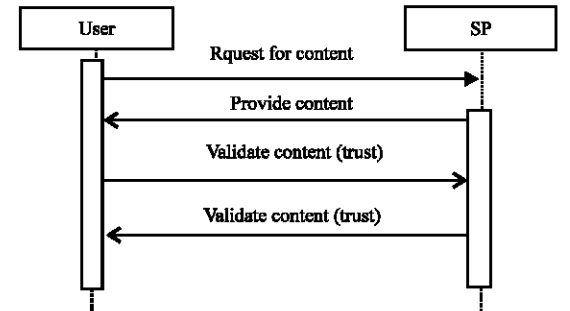 User
SP
Rquest for content
Provide content
Validate content (trust)
Validate content (trust)